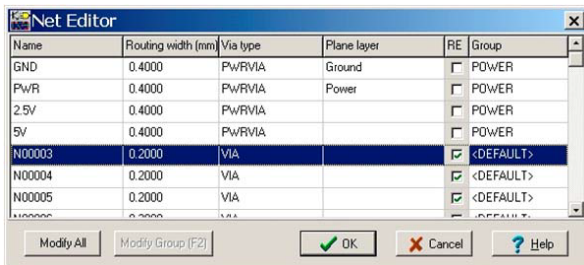 Net Editor
Name Routing width (mm) Via type Plane layer RE Group
GND 0.4000 PWRVIA Ground POWER
PWR 0.4000 PWRVIA Power POWER
2.5V 0.4000 PWRVIA POWER
5V 0.4000 PWRVIA POWER
N00003 0.2000 VIA <DEFAULT>
N00004 0.2000 VIA <DEFAULT>
N00005 0.2000 VIA <DEFAULT>
Modify All Modify Group (F2) OK Cancel Help